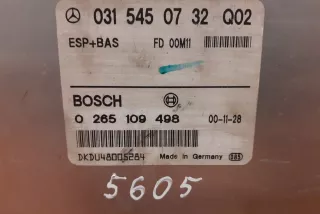 031 545 07 32 Q02
ESP+BAS FD 00M11
BOSCH
0 265 109 498 00-11-28
DKDU48005284 Made in Germany
5605